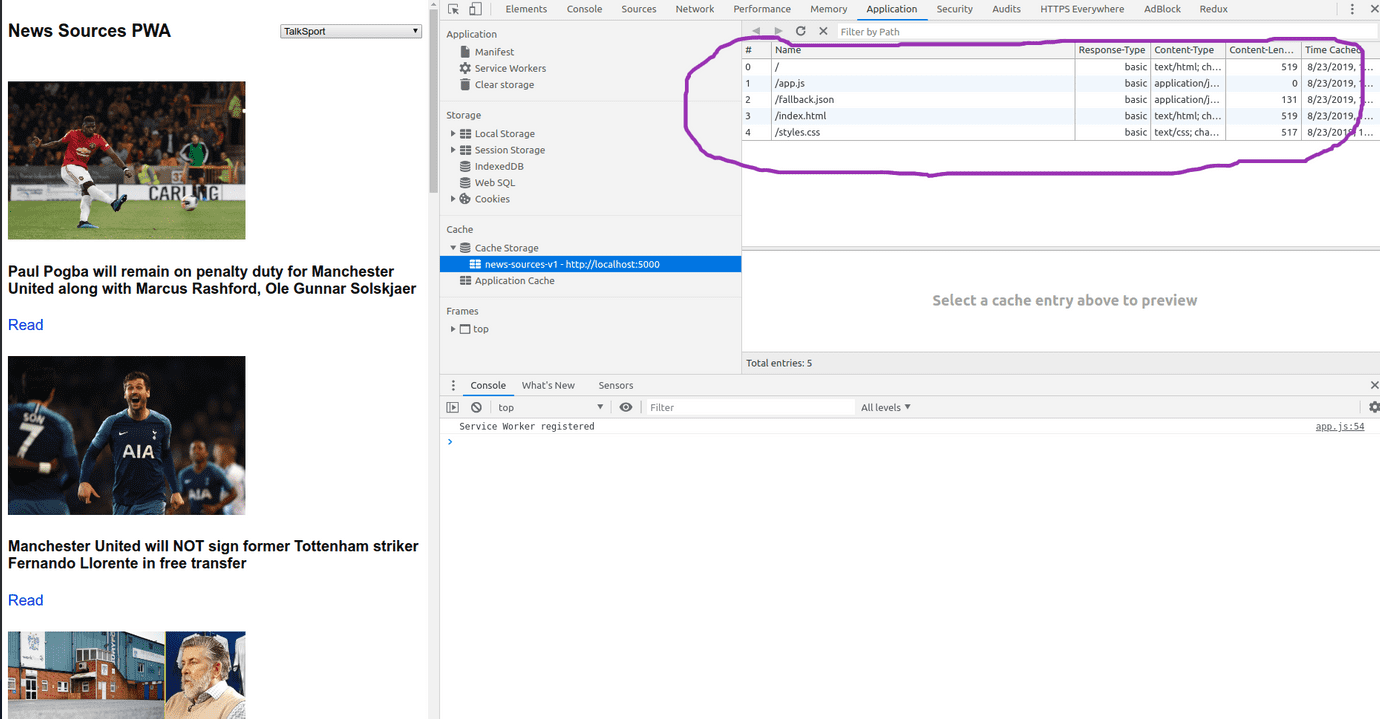 News Sources PWA
TalkSport
CARLING
Paul Pogba will remain on penalty duty for Manchester
United along with Marcus Rashford, Ole Gunnar Solskjaer
Read
SON
7
AIA
AIA
Manchester United will NOT sign former Tottenham striker
Fernando Llorente in free transfer
Read
Elements Console Sources Network Performance Memory Application Security Audits HTTPS Everywhere AdBlock Redux
Application
Manifest
Service Workers
Clear storage
Storage
Local Storage
Session Storage
IndexedDB
Web SQL
Cookies
Cache
Cache Storage
news-sources-v1 - http://localhost:5000
Application Cache
Frames
top
Filter by Path
# Name Response-Type Content-Type Content-Len... Time Cached
0 / basic text/html; ch... 519 8/23/2019, 1...
1 /app.js basic application/j... 0 8/23/2019, 1...
2 /fallback.json basic application/j... 131 8/23/2019, 1...
3 /index.html basic text/html; ch... 519 8/23/2019, 1...
4 /styles.css basic text/css; cha... 517 8/23/2019, 1...
Select a cache entry above to preview
Total entries: 5
Console What's New Sensors
top Filter All levels
Service Worker registered app.js:54